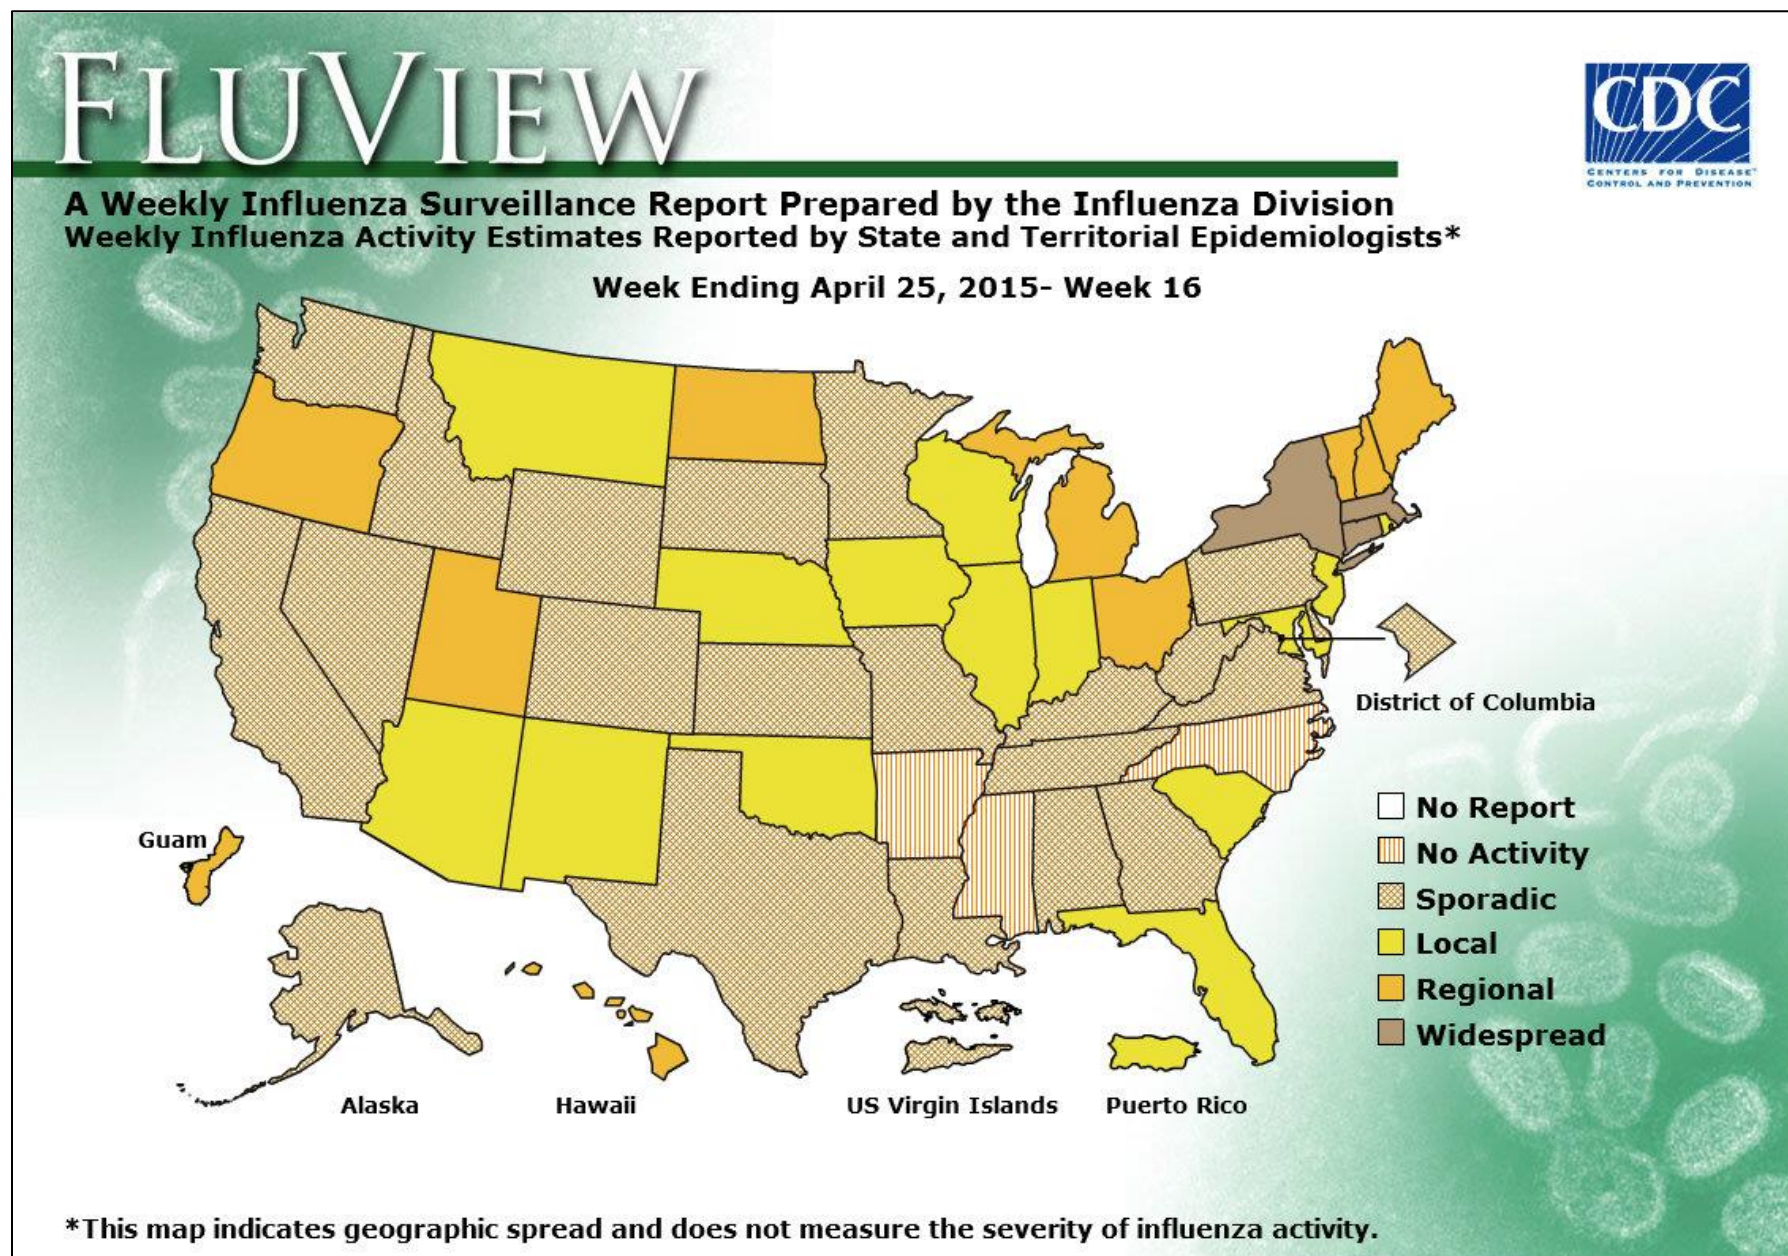 FLUVIEW
CDC
CENTERS FOR DISEASE™
CONTROL AND PREVENTION
A Weekly Influenza Surveillance Report Prepared by the Influenza Division
Weekly Influenza Activity Estimates Reported by State and Territorial Epidemiologists*
Week Ending April 25, 2015- Week 16
District of Columbia
Guam
No Report
No Activity
Sporadic
Local
Regional
Widespread
Alaska
Hawaii
US Virgin Islands
Puerto Rico
*This map indicates geographic spread and does not measure the severity of influenza activity.